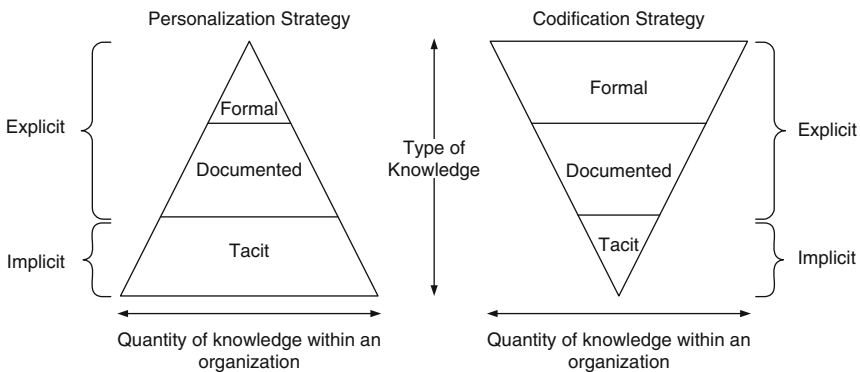 Personalization Strategy
Codification Strategy
Formal
Documented
Tacit
Explicit
Implicit
Type of
Knowledge
Formal
Documented
Tacit
Explicit
Implicit
Quantity of knowledge within an
organization
Quantity of knowledge within an
organization